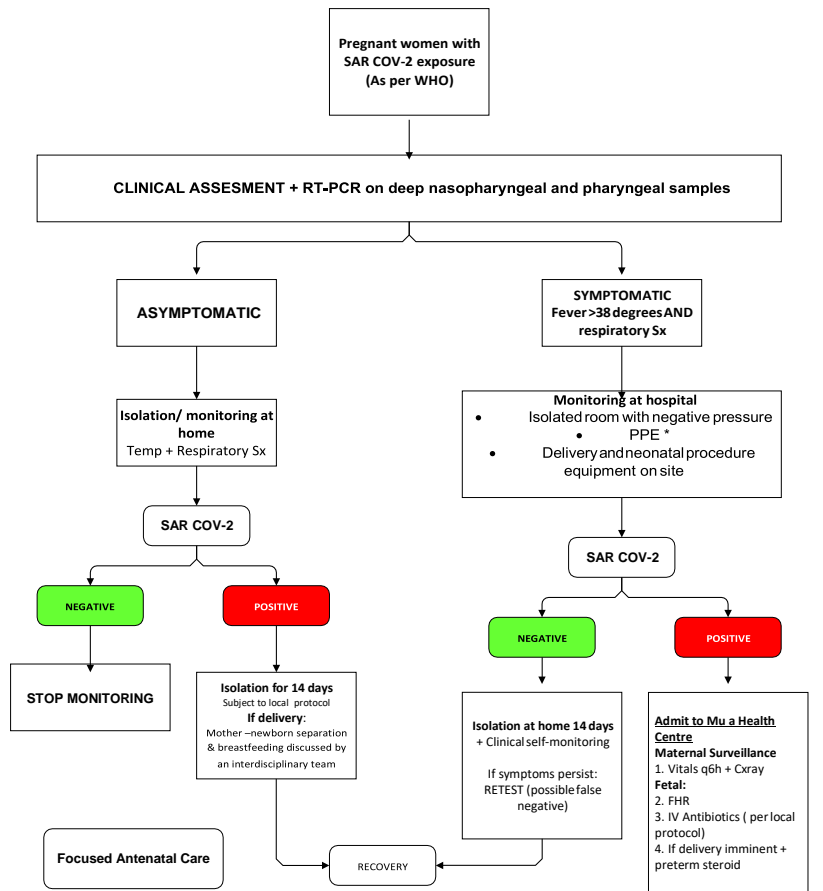 Pregnant women with
SAR COV-2 exposure
(As per WHO)
CLINICAL ASSESMENT + RT-PCR on deep nasopharyngeal and pharyngeal samples
ASYMPTOMATIC
SYMPTOMATIC
Fever >38 degrees AND
respiratory Sx
Isolation/ monitoring at
home
Temp + Respiratory Sx
Monitoring at hospital
• Isolated room with negative pressure
• PPE *
• Delivery and neonatal procedure
equipment on site
SAR COV-2
SAR COV-2
NEGATIVE
POSITIVE
NEGATIVE
POSITIVE
STOP MONITORING
Isolation for 14 days
Subject to local protocol
If delivery:
Mother –newborn separation
& breastfeeding discussed by
an interdisciplinary team
Isolation at home 14 days
+ Clinical self-monitoring
If symptoms persist:
RETEST (possible false
negative)
Admit to Mu a Health
Centre
Maternal Surveillance
1. Vitals q6h + Cxray
Fetal:
2. FHR
3. IV Antibiotics ( per local
protocol)
4. If delivery imminent +
preterm steroid
Focused Antenatal Care
RECOVERY